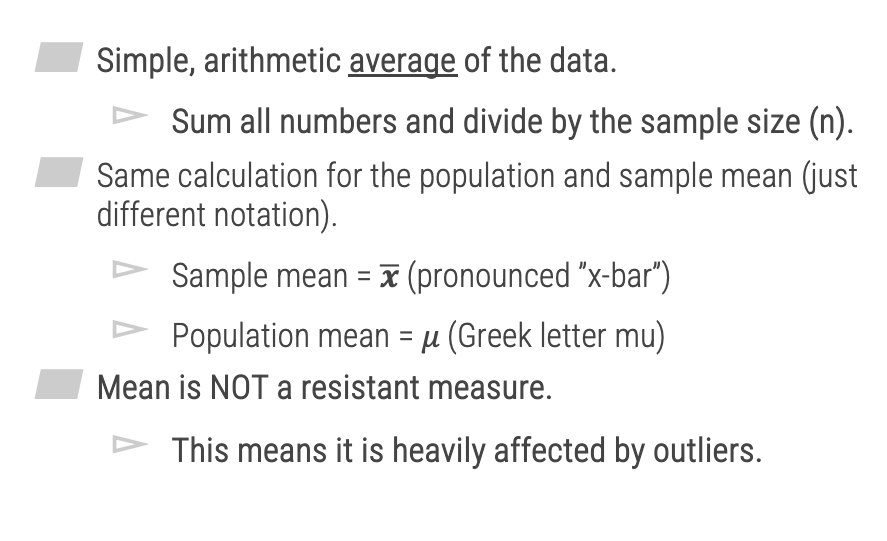 Simple, arithmetic average of the data.
Sum all numbers and divide by the sample size (n).
Same calculation for the population and sample mean (just
different notation).
Sample mean = x̅ (pronounced "x-bar")
Population mean = μ (Greek letter mu)
Mean is NOT a resistant measure.
This means it is heavily affected by outliers.